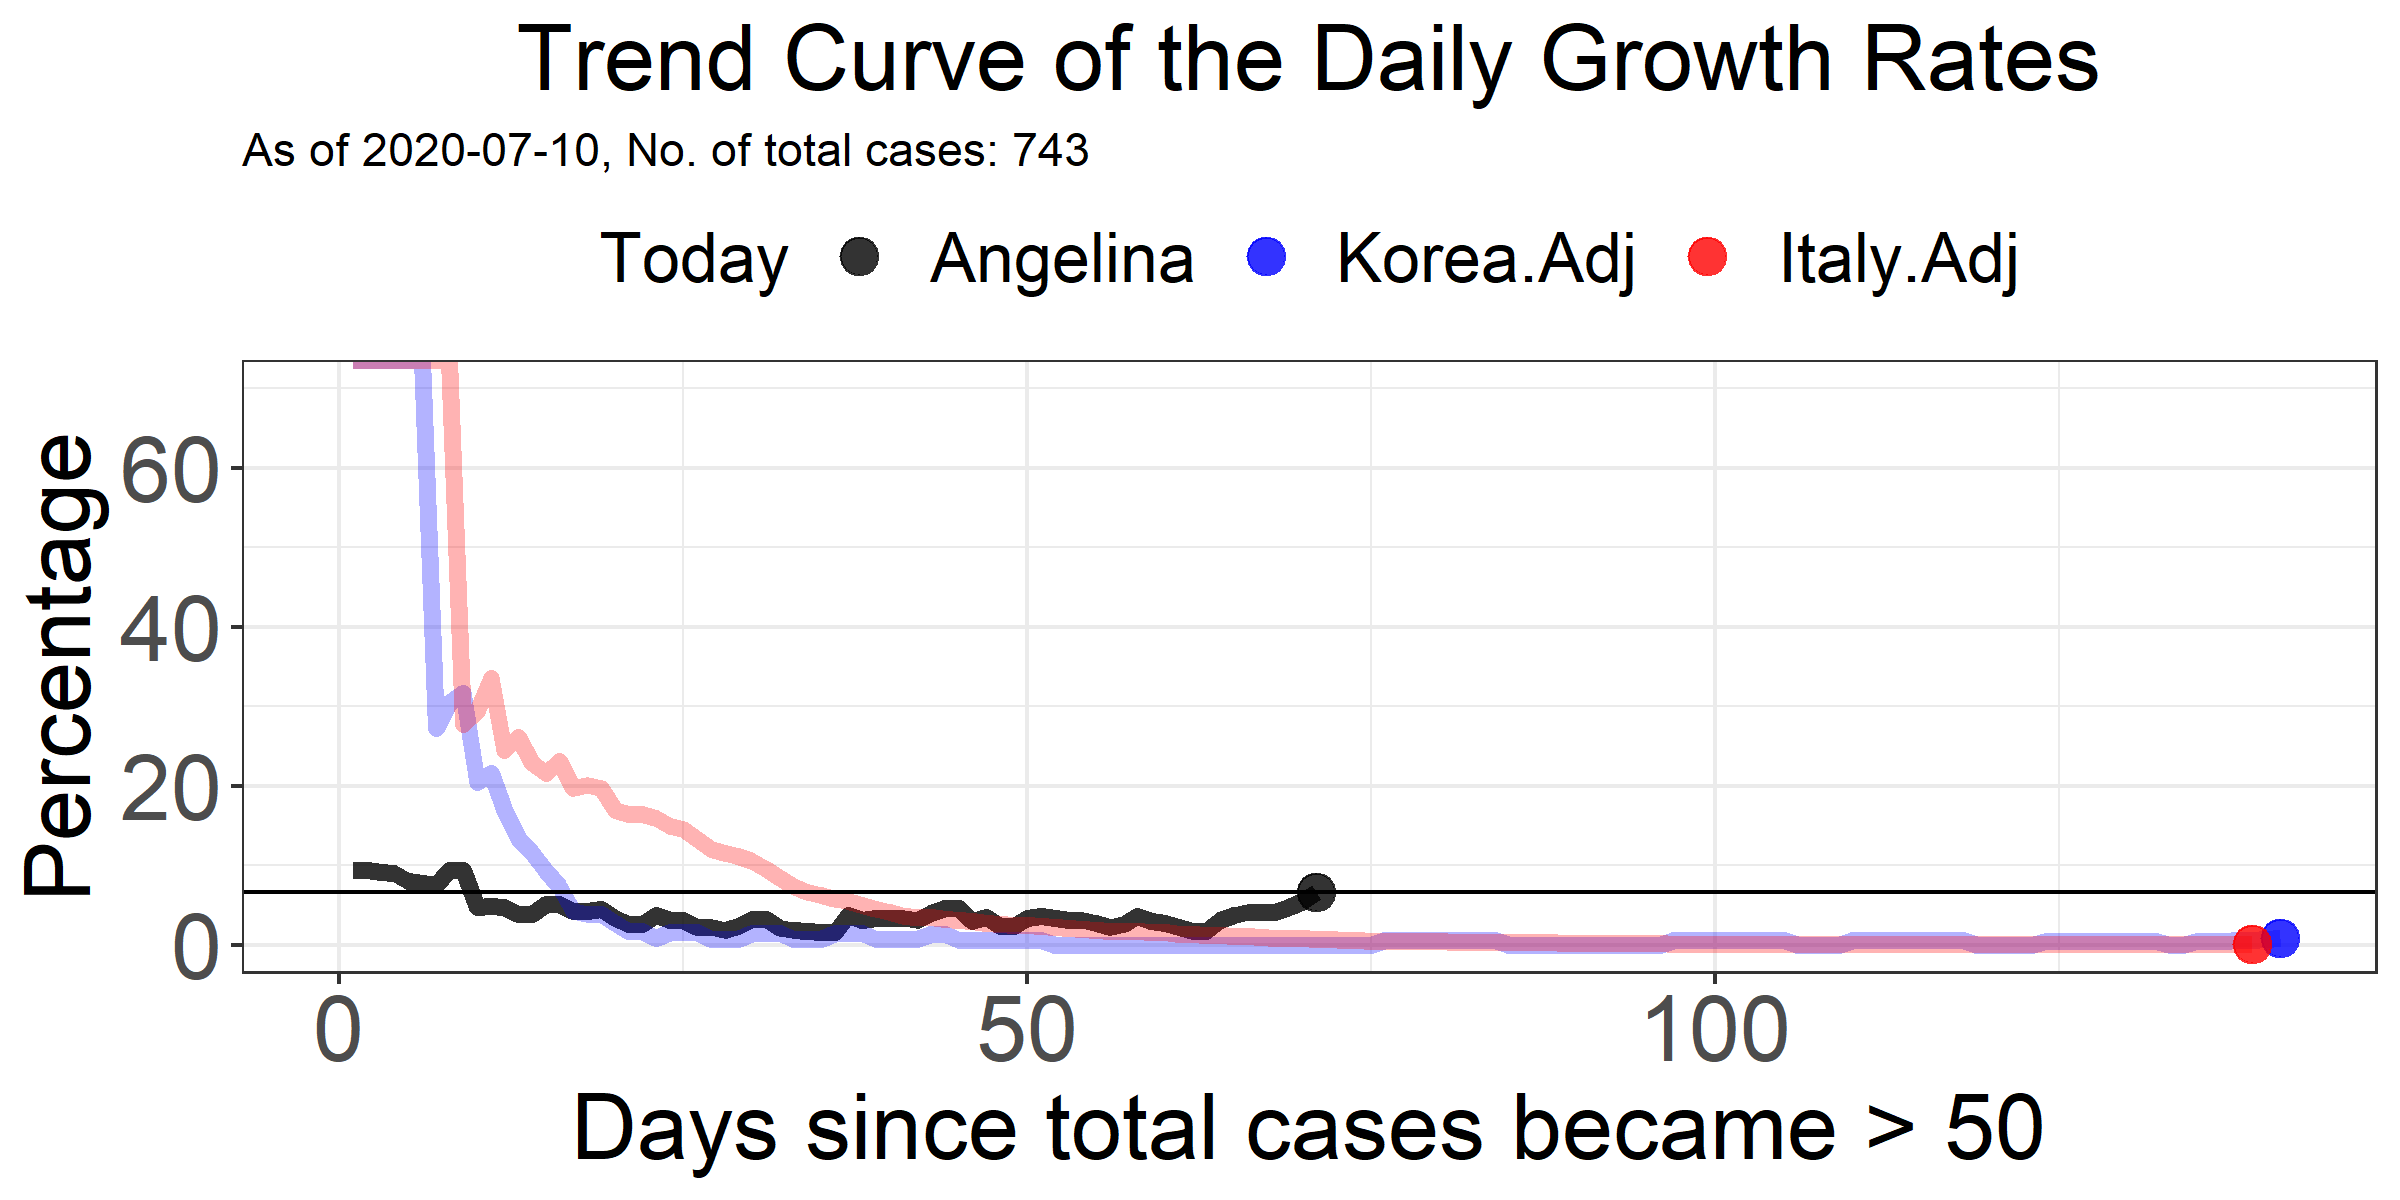 Trend Curve of the Daily Growth Rates
As of 2020-07-10, No. of total cases: 743
Today Angelina Korea.Adj Italy.Adj
Percentage
60
40
20
0
0 50 100
Days since total cases became > 50